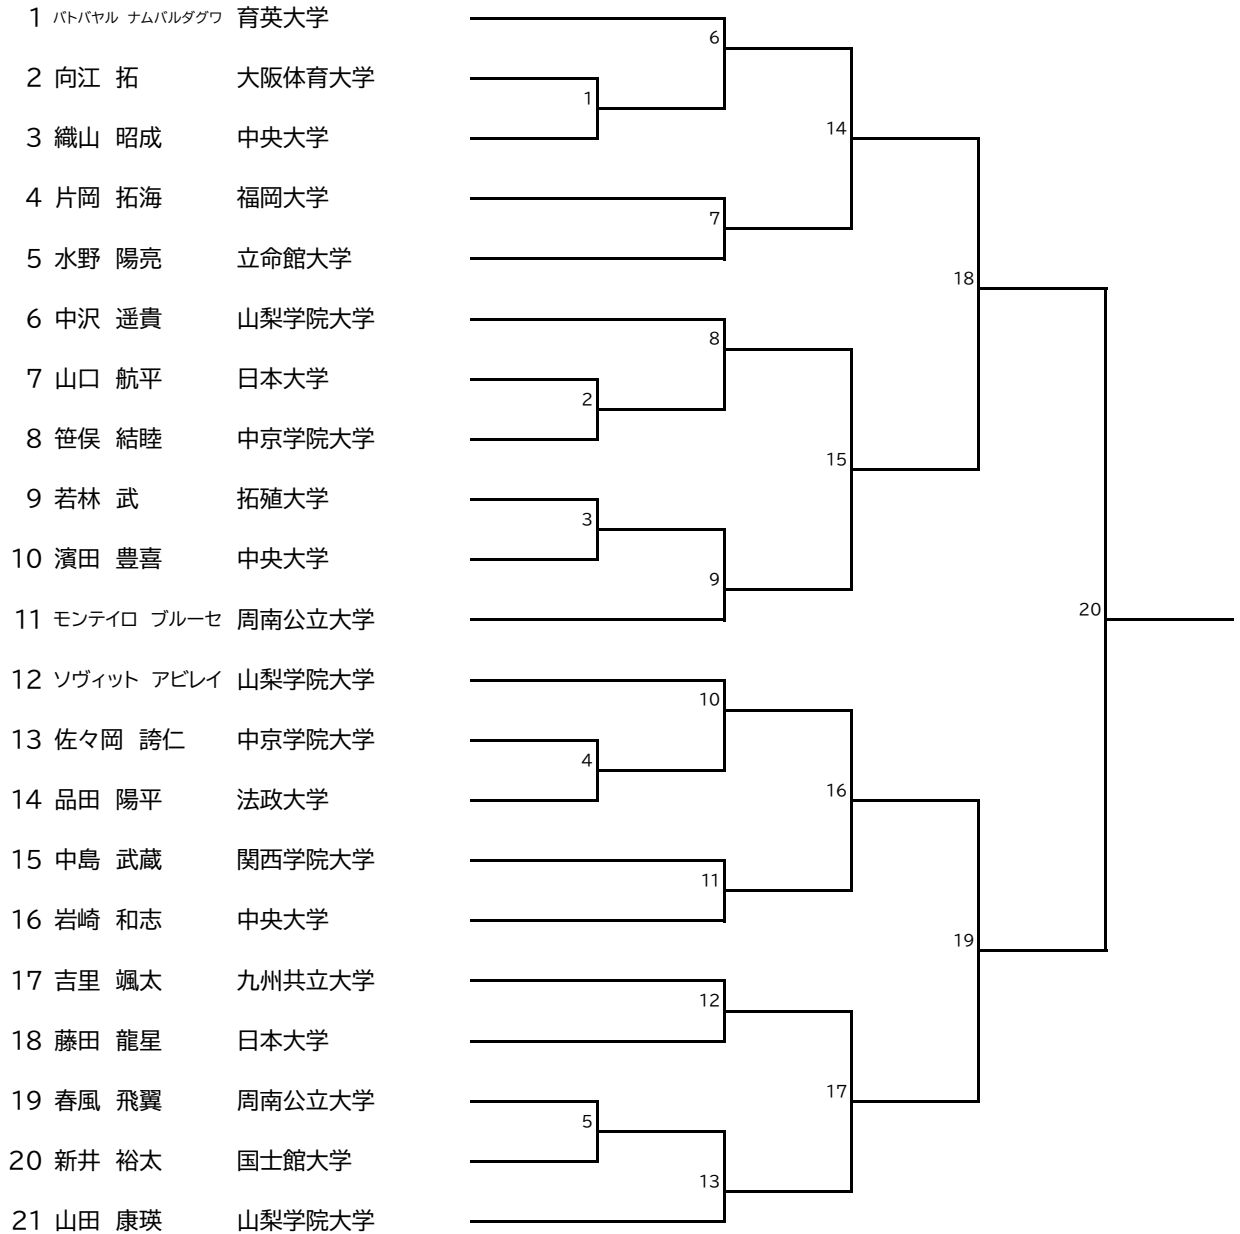 1 バトバヤル ナムバルダグワ 育英大学
6
2 向江 拓 大阪体育大学
1
14
3 織山 昭成 中央大学
4 片岡 拓海 福岡大学
7
5 水野 陽亮 立命館大学
18
6 中沢 遥貴 山梨学院大学
8
7 山口 航平 日本大学
2
8 笹俣 結睦 中京学院大学
15
9 若林 武 拓殖大学
3
10 濱田 豊喜 中央大学
9
11 モンテイロ ブルーセ 周南公立大学
20
12 ソヴィット アビレイ 山梨学院大学
10
13 佐々岡 誇仁 中京学院大学
4
16
14 品田 陽平 法政大学
15 中島 武蔵 関西学院大学
11
16 岩崎 和志 中央大学
19
17 吉里 颯太 九州共立大学
12
18 藤田 龍星 日本大学
17
19 春風 飛翼 周南公立大学
5
20 新井 裕太 国士館大学
13
21 山田 康瑛 山梨学院大学